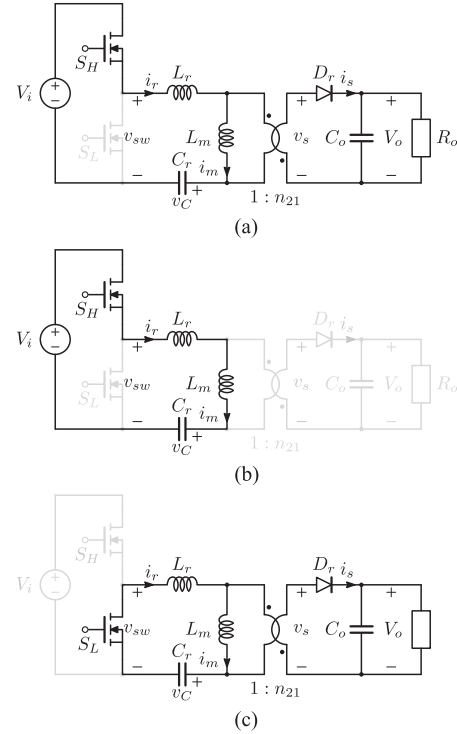 S_H i_r L_r D_r i_s
V_i + − + L_m v_s + C_o + V_o R_o
S_L v_sw
− C_r i_m − −
v_C + 1 : n_21
(a)
S_H i_r L_r D_r i_s
V_i + − + L_m v_s + C_o + V_o R_o
S_L v_sw
− C_r i_m − −
v_C + 1 : n_21
(b)
S_H i_r L_r D_r i_s
V_i + − + L_m v_s + C_o + V_o
S_L v_sw
− C_r i_m − −
v_C + 1 : n_21
(c)